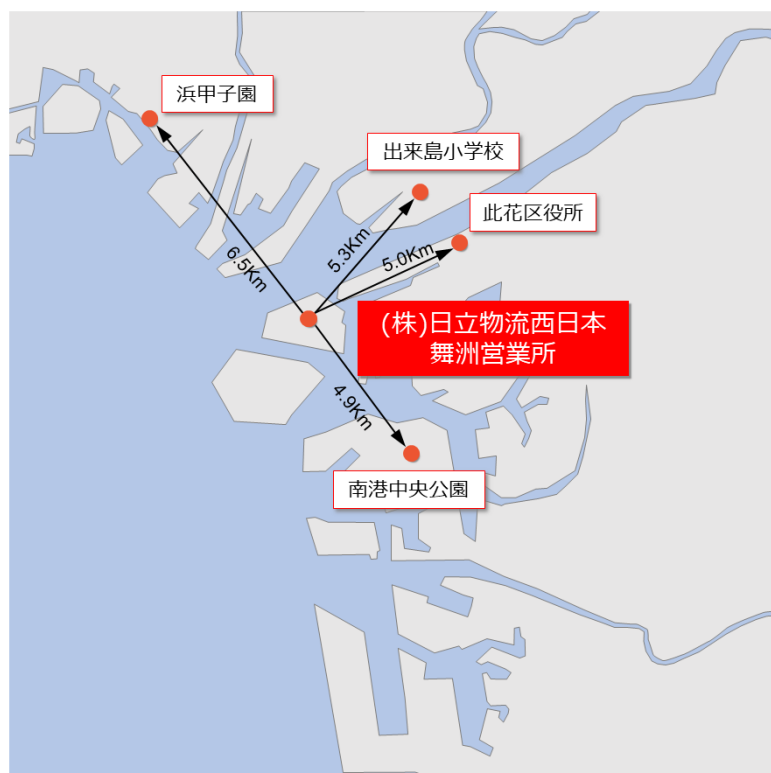 浜甲子園
出来島小学校
此花区役所
6.5Km
5.3Km
5.0Km
(株)日立物流西日本
舞洲営業所
4.9Km
南港中央公園